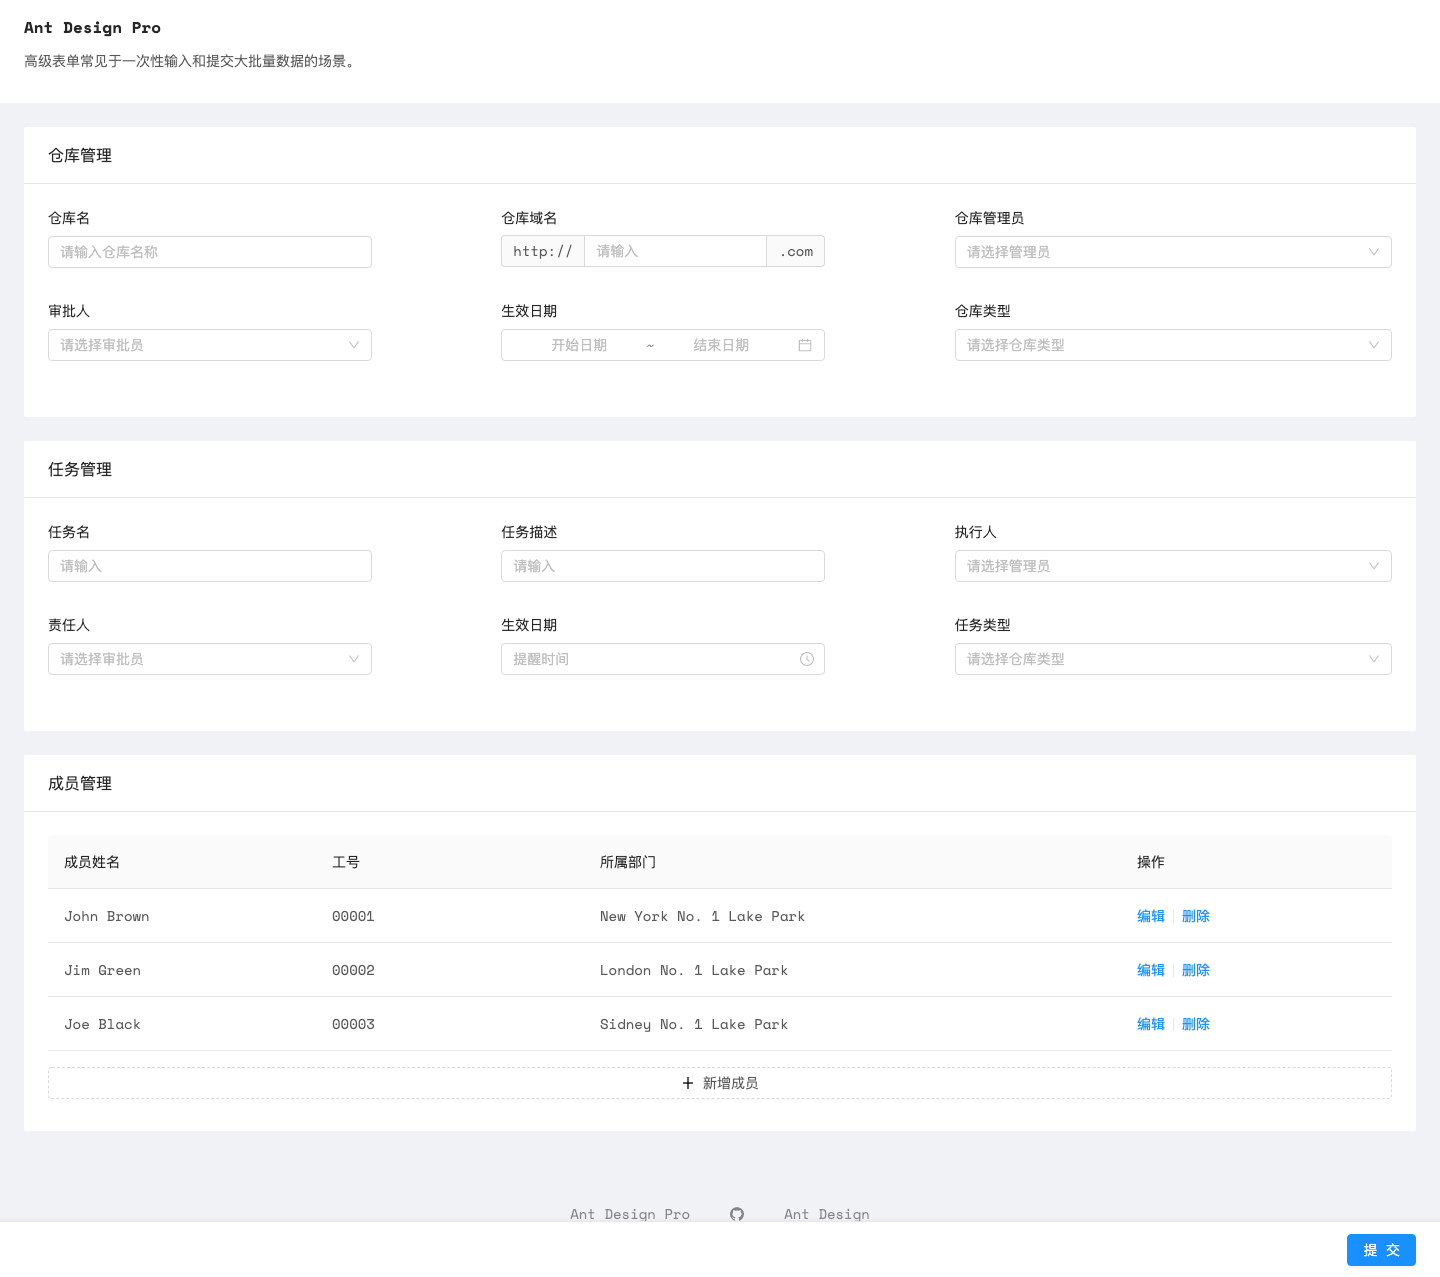 Ant Design Pro
高级表单常见于一次性输入和提交大批量数据的场景。
仓库管理
仓库名 仓库域名 仓库管理员
请输入仓库名称 http:// 请输入 .com 请选择管理员
审批人 生效日期 仓库类型
请选择审批员 开始日期 ~ 结束日期 请选择仓库类型
任务管理
任务名 任务描述 执行人
请输入 请输入 请选择管理员
责任人 生效日期 任务类型
请选择审批员 提醒时间 请选择仓库类型
成员管理
成员姓名 工号 所属部门 操作
John Brown 00001 New York No. 1 Lake Park 编辑 删除
Jim Green 00002 London No. 1 Lake Park 编辑 删除
Joe Black 00003 Sidney No. 1 Lake Park 编辑 删除
+ 新增成员
Ant Design Pro Ant Design
提 交